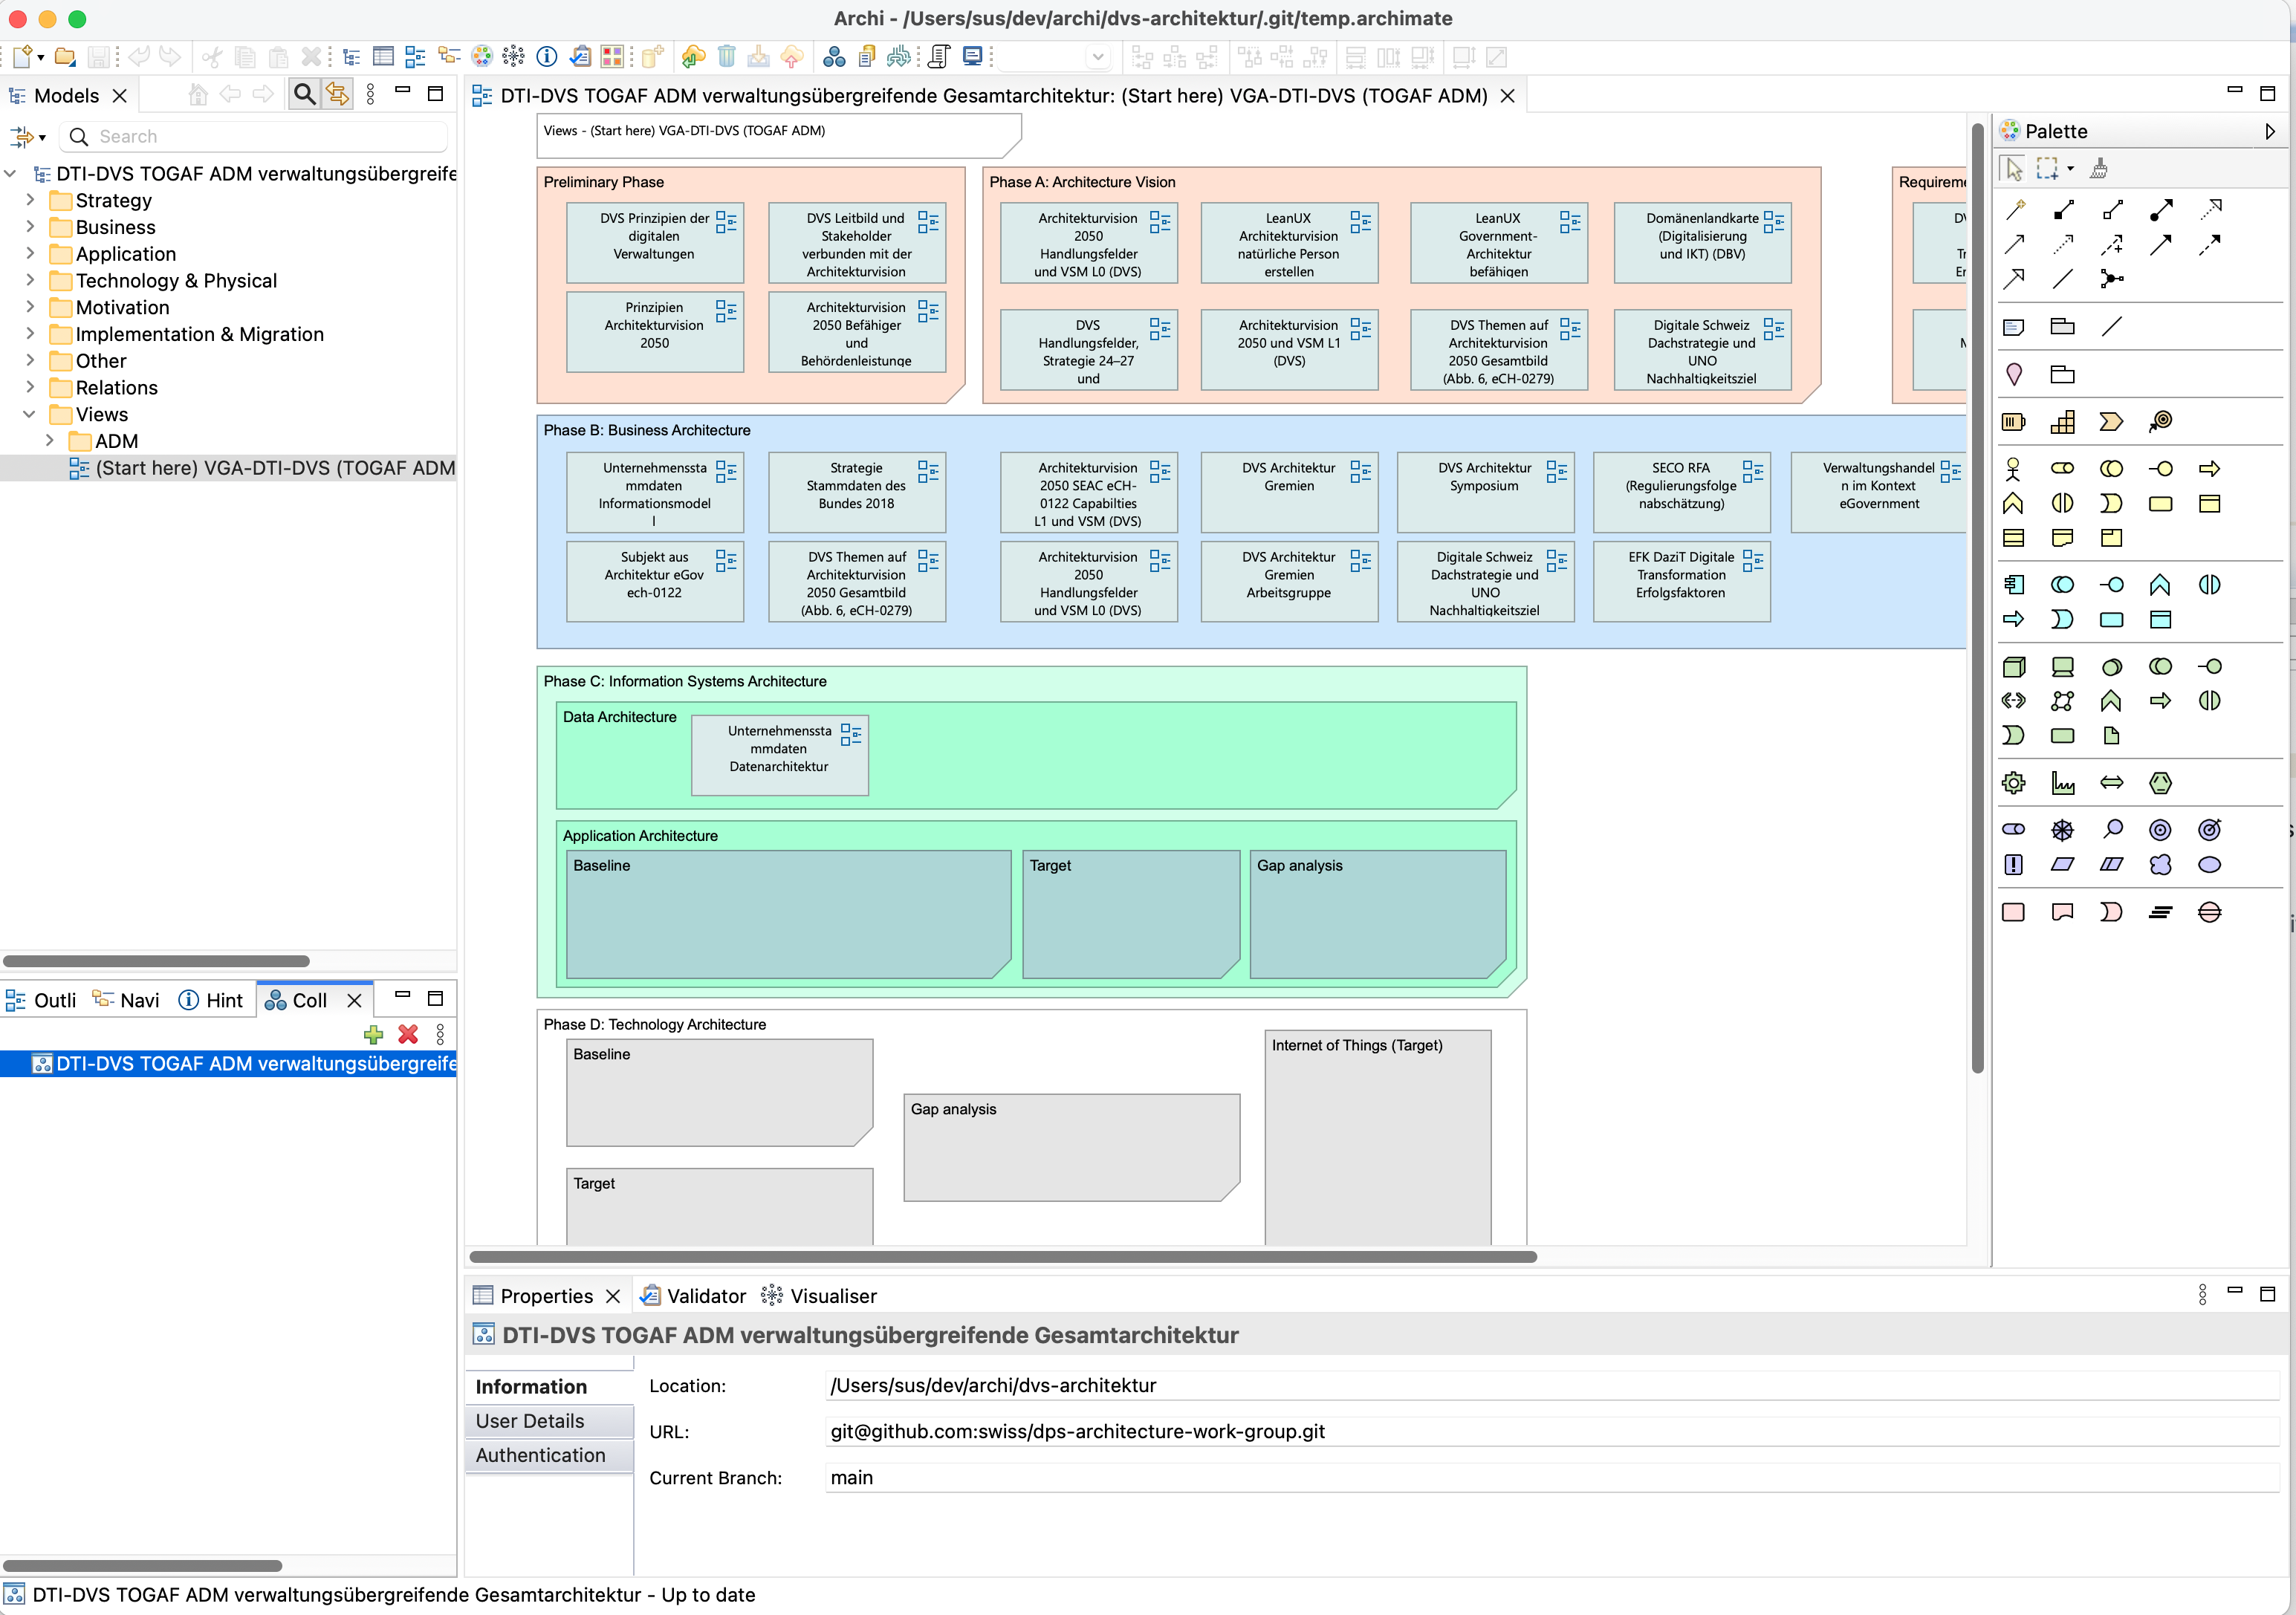 Archi - /Users/sus/dev/archi/dvs-architektur/.git/temp.archimate
Models
Search
DTI-DVS TOGAF ADM verwaltungsübergreife
Strategy
Business
Application
Technology & Physical
Motivation
Implementation & Migration
Other
Relations
Views
ADM
(Start here) VGA-DTI-DVS (TOGAF ADM
DTI-DVS TOGAF ADM verwaltungsübergreifende Gesamtarchitektur: (Start here) VGA-DTI-DVS (TOGAF ADM)
Views - (Start here) VGA-DTI-DVS (TOGAF ADM)
Preliminary Phase
DVS Prinzipien der
digitalen
Verwaltungen
DVS Leitbild und
Stakeholder
verbunden mit der
Architekturvision
Prinzipien
Architekturvision
2050
Architekturvision
2050 Befähiger
und
Behördenleistunge
Phase A: Architecture Vision
Architekturvision
2050
Handlungsfelder
und VSM L0 (DVS)
LeanUX
Architekturvision
natürliche Person
erstellen
LeanUX
Government-
Architektur
befähigen
Domänenlandkarte
(Digitalisierung
und IKT) (DBV)
DVS
Handlungsfelder,
Strategie 24–27
und
Architekturvision
2050 und VSM L1
(DVS)
DVS Themen auf
Architekturvision
2050 Gesamtbild
(Abb. 6, eCH-0279)
Digitale Schweiz
Dachstrategie und
UNO
Nachhaltigkeitsziel
Requireme
Phase B: Business Architecture
Unternehmenssta
mmdaten
Informationsmodel
l
Strategie
Stammdaten des
Bundes 2018
Architekturvision
2050 SEAC eCH-
0122 Capabilties
L1 und VSM (DVS)
DVS Architektur
Gremien
DVS Architektur
Symposium
SECO RFA
(Regulierungsfolge
nabschätzung)
Verwaltungshandel
n im Kontext
eGovernment
Subjekt aus
Architektur eGov
ech-0122
DVS Themen auf
Architekturvision
2050 Gesamtbild
(Abb. 6, eCH-0279)
Architekturvision
2050
Handlungsfelder
und VSM L0 (DVS)
DVS Architektur
Gremien
Arbeitsgruppe
Digitale Schweiz
Dachstrategie und
UNO
Nachhaltigkeitsziel
EFK DaziT Digitale
Transformation
Erfolgsfaktoren
Phase C: Information Systems Architecture
Data Architecture
Unternehmenssta
mmdaten
Datenarchitektur
Application Architecture
Baseline
Target
Gap analysis
Phase D: Technology Architecture
Baseline
Gap analysis
Internet of Things (Target)
Target
Palette
Outli
Navi
Hint
Coll
DTI-DVS TOGAF ADM verwaltungsübergreife
Properties
Validator
Visualiser
DTI-DVS TOGAF ADM verwaltungsübergreifende Gesamtarchitektur
Information
User Details
Authentication
Location:
/Users/sus/dev/archi/dvs-architektur
URL:
git@github.com:swiss/dps-architecture-work-group.git
Current Branch:
main
DTI-DVS TOGAF ADM verwaltungsübergreifende Gesamtarchitektur - Up to date